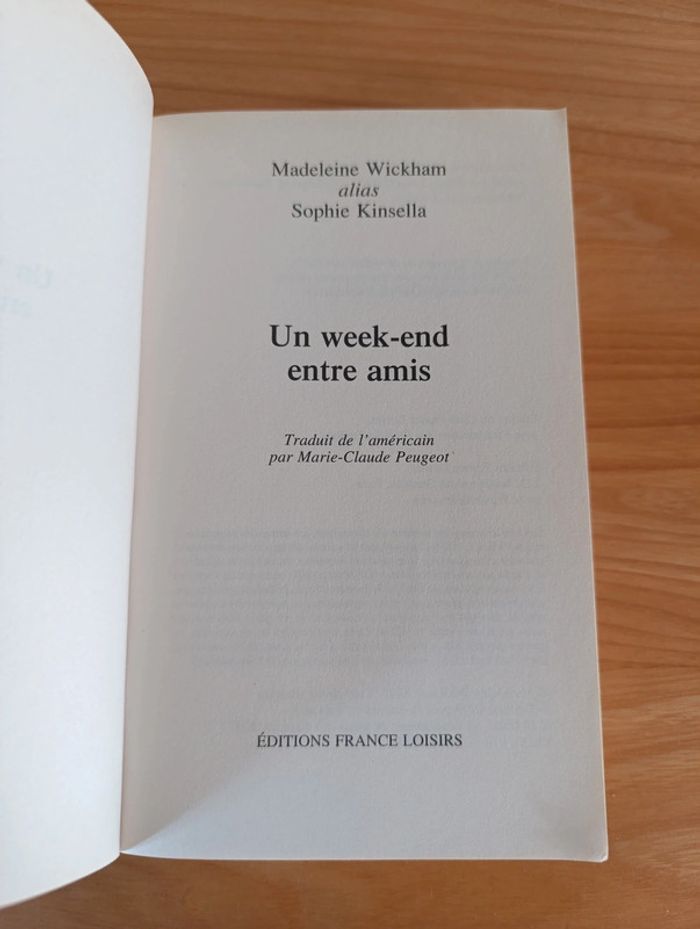 Madeleine Wickham
alias
Sophie Kinsella
Un week-end
entre amis
Traduit de l'américain
par Marie-Claude Peugeot
ÉDITIONS FRANCE LOISIRS